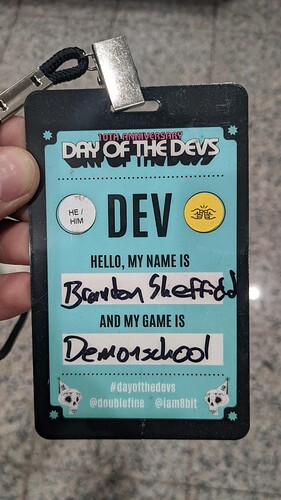 10TH ANNIVERSARY
DAY OF THE DEVS
HE /
HIM
DEV
HELLO, MY NAME IS
Brandon Sheffield
AND MY GAME IS
Demonschool
#dayofthedevs
@doublefine @iam8bit